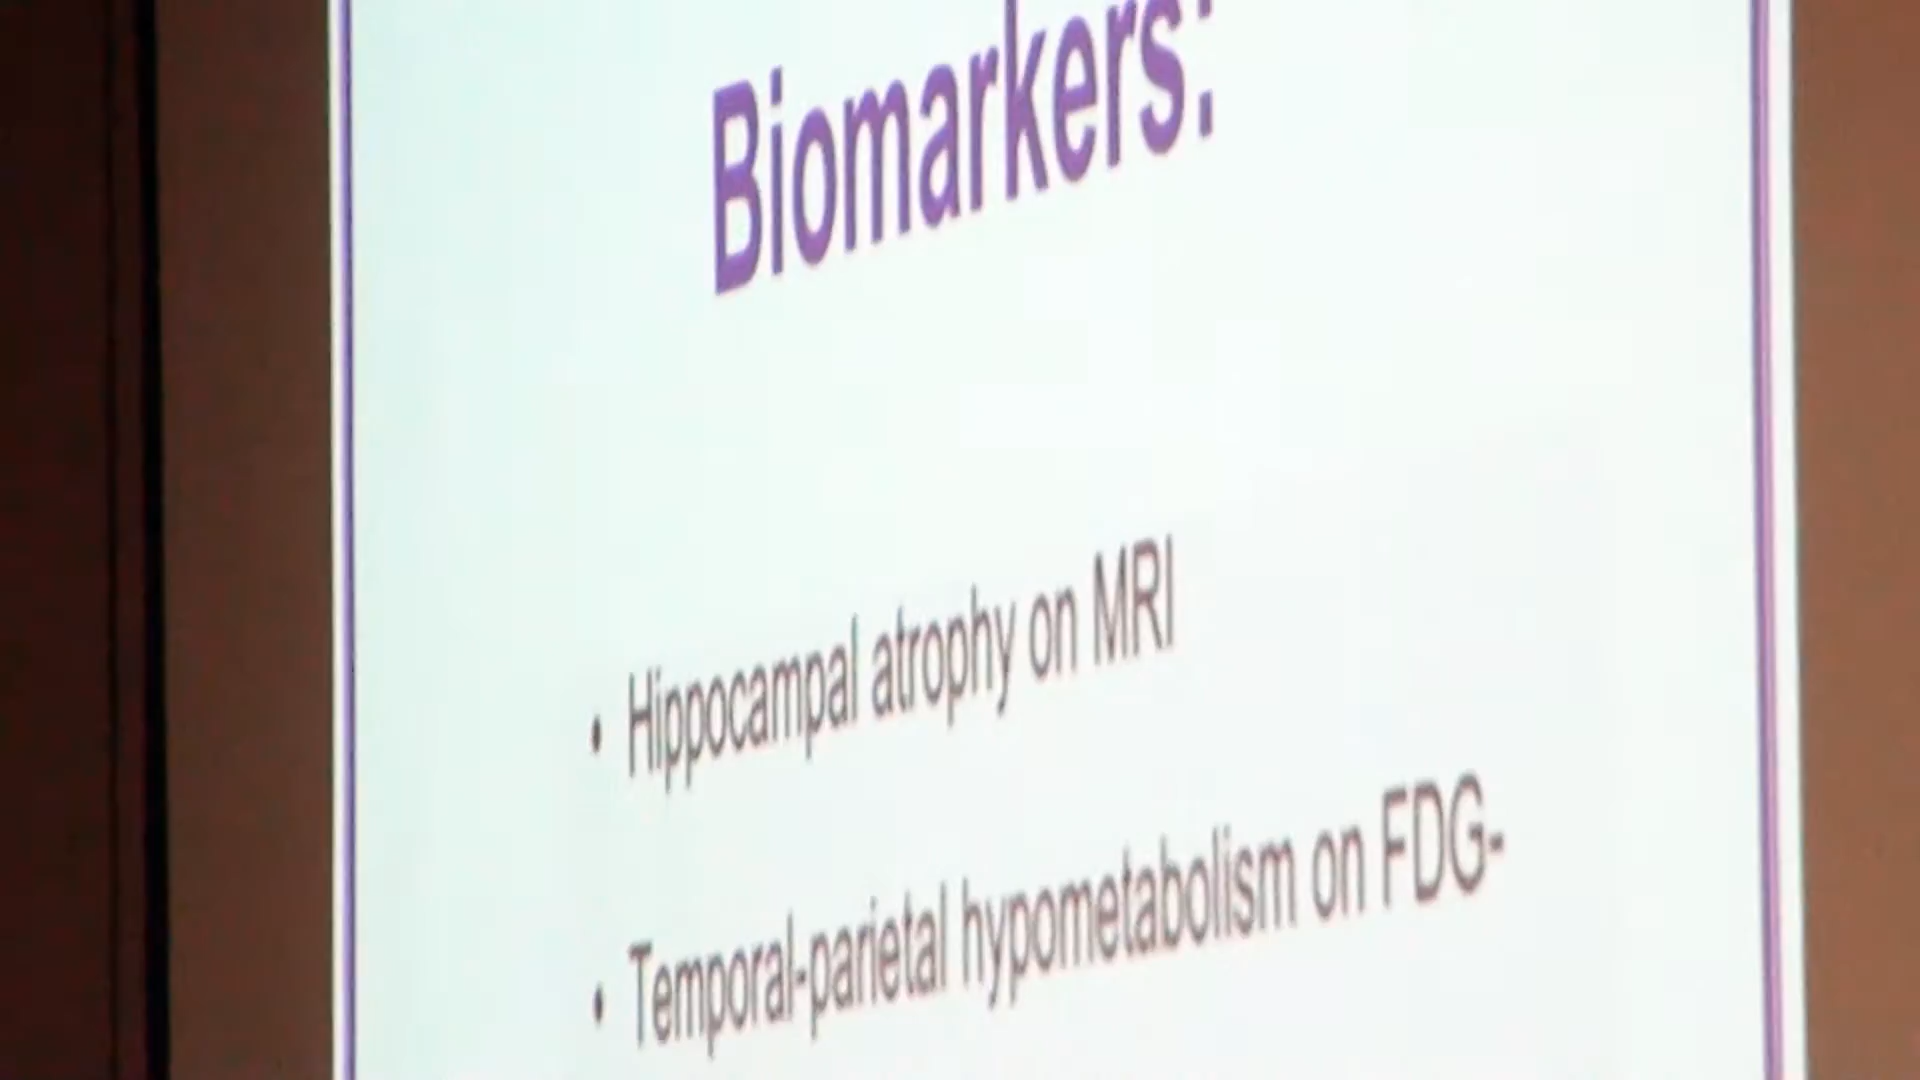 Biomarkers:
• Hippocampal atrophy on MRI
• Temporal-parietal hypometabolism on FDG-